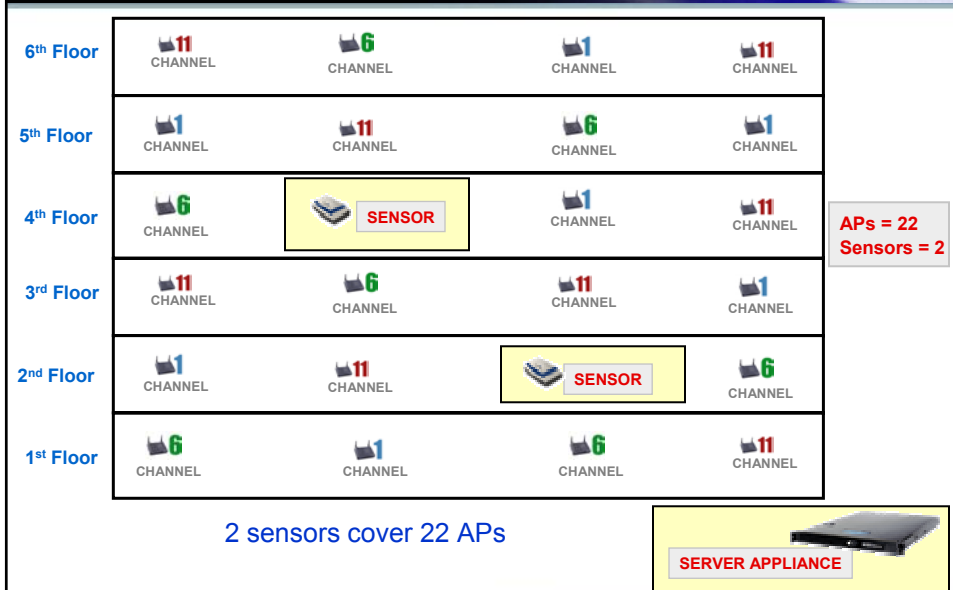 6th Floor
11 6 1 11
CHANNEL CHANNEL CHANNEL CHANNEL
5th Floor
1 11 6 1
CHANNEL CHANNEL CHANNEL CHANNEL
4th Floor
6 SENSOR 1 11
CHANNEL CHANNEL CHANNEL
APs = 22
Sensors = 2
3rd Floor
11 6 11 1
CHANNEL CHANNEL CHANNEL CHANNEL
2nd Floor
1 11 SENSOR 6
CHANNEL CHANNEL CHANNEL
1st Floor
6 1 6 11
CHANNEL CHANNEL CHANNEL CHANNEL
2 sensors cover 22 APs
SERVER APPLIANCE